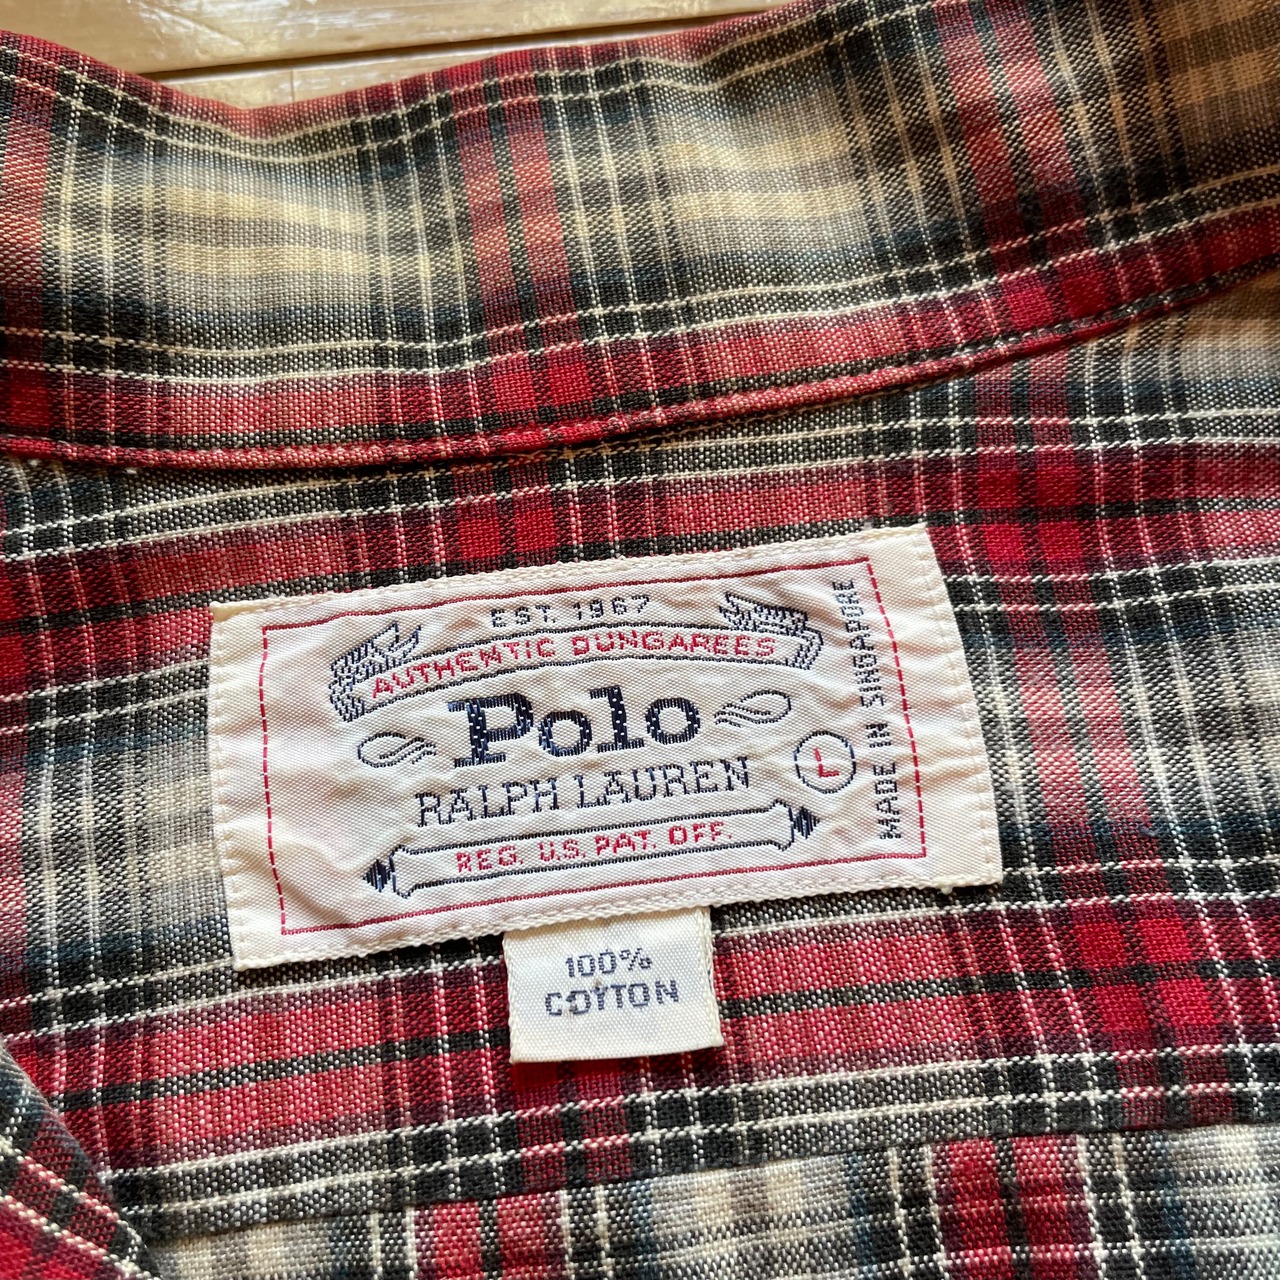 EST. 1967
AUTHENTIC DUNGAREES
Polo
RALPH LAUREN
REG. U.S. PAT. OFF.
L
MADE IN SINGAPORE
100%
COTTON